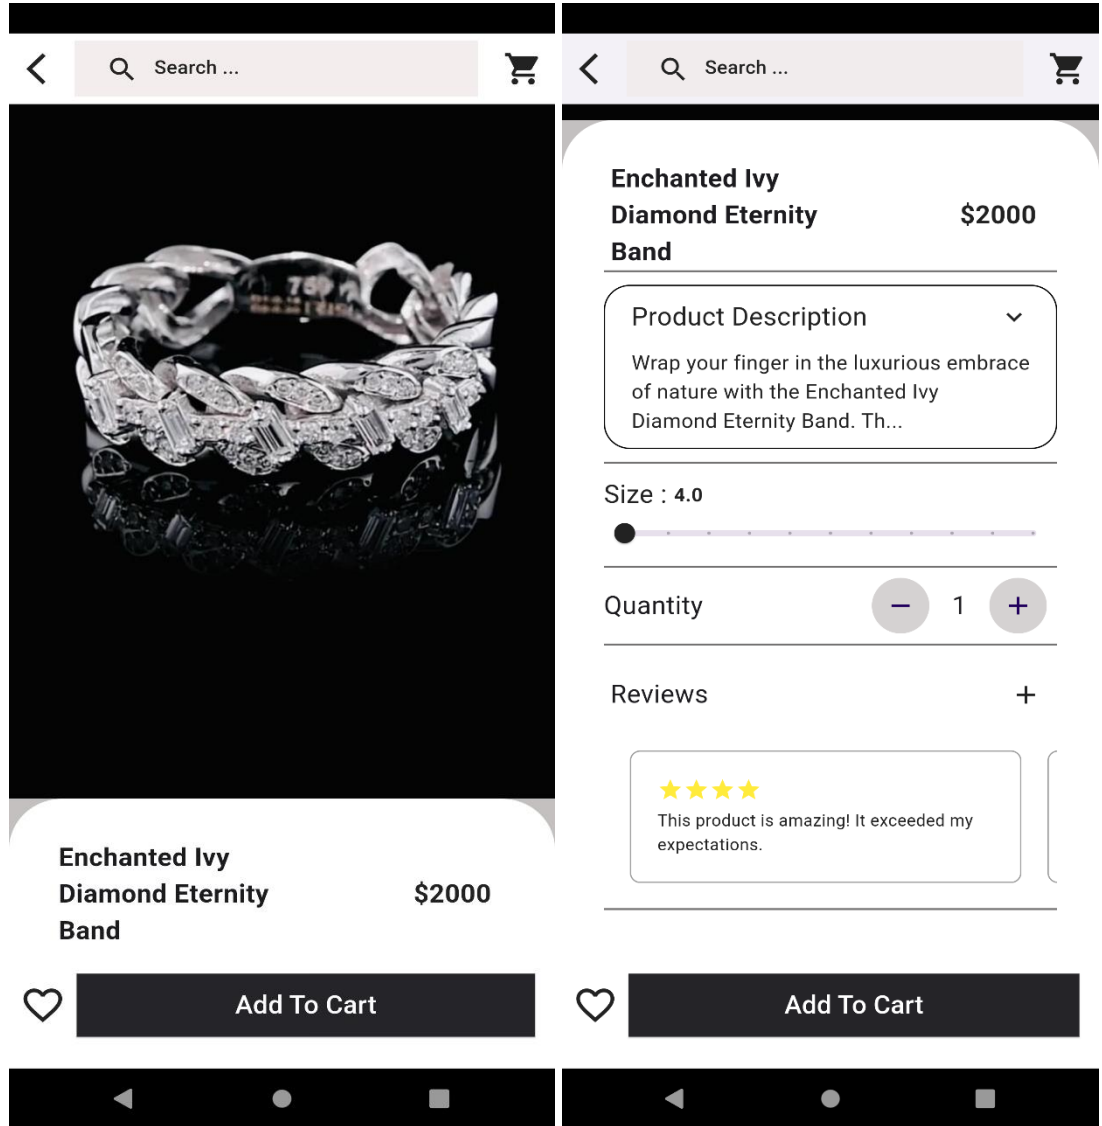 Search ...
Enchanted Ivy
Diamond Eternity
Band
$2000
Add To Cart
Search ...
Enchanted Ivy
Diamond Eternity
Band
$2000
Product Description
Wrap your finger in the luxurious embrace
of nature with the Enchanted Ivy
Diamond Eternity Band. Th...
Size : 4.0
Quantity
1
Reviews
This product is amazing! It exceeded my
expectations.
Add To Cart